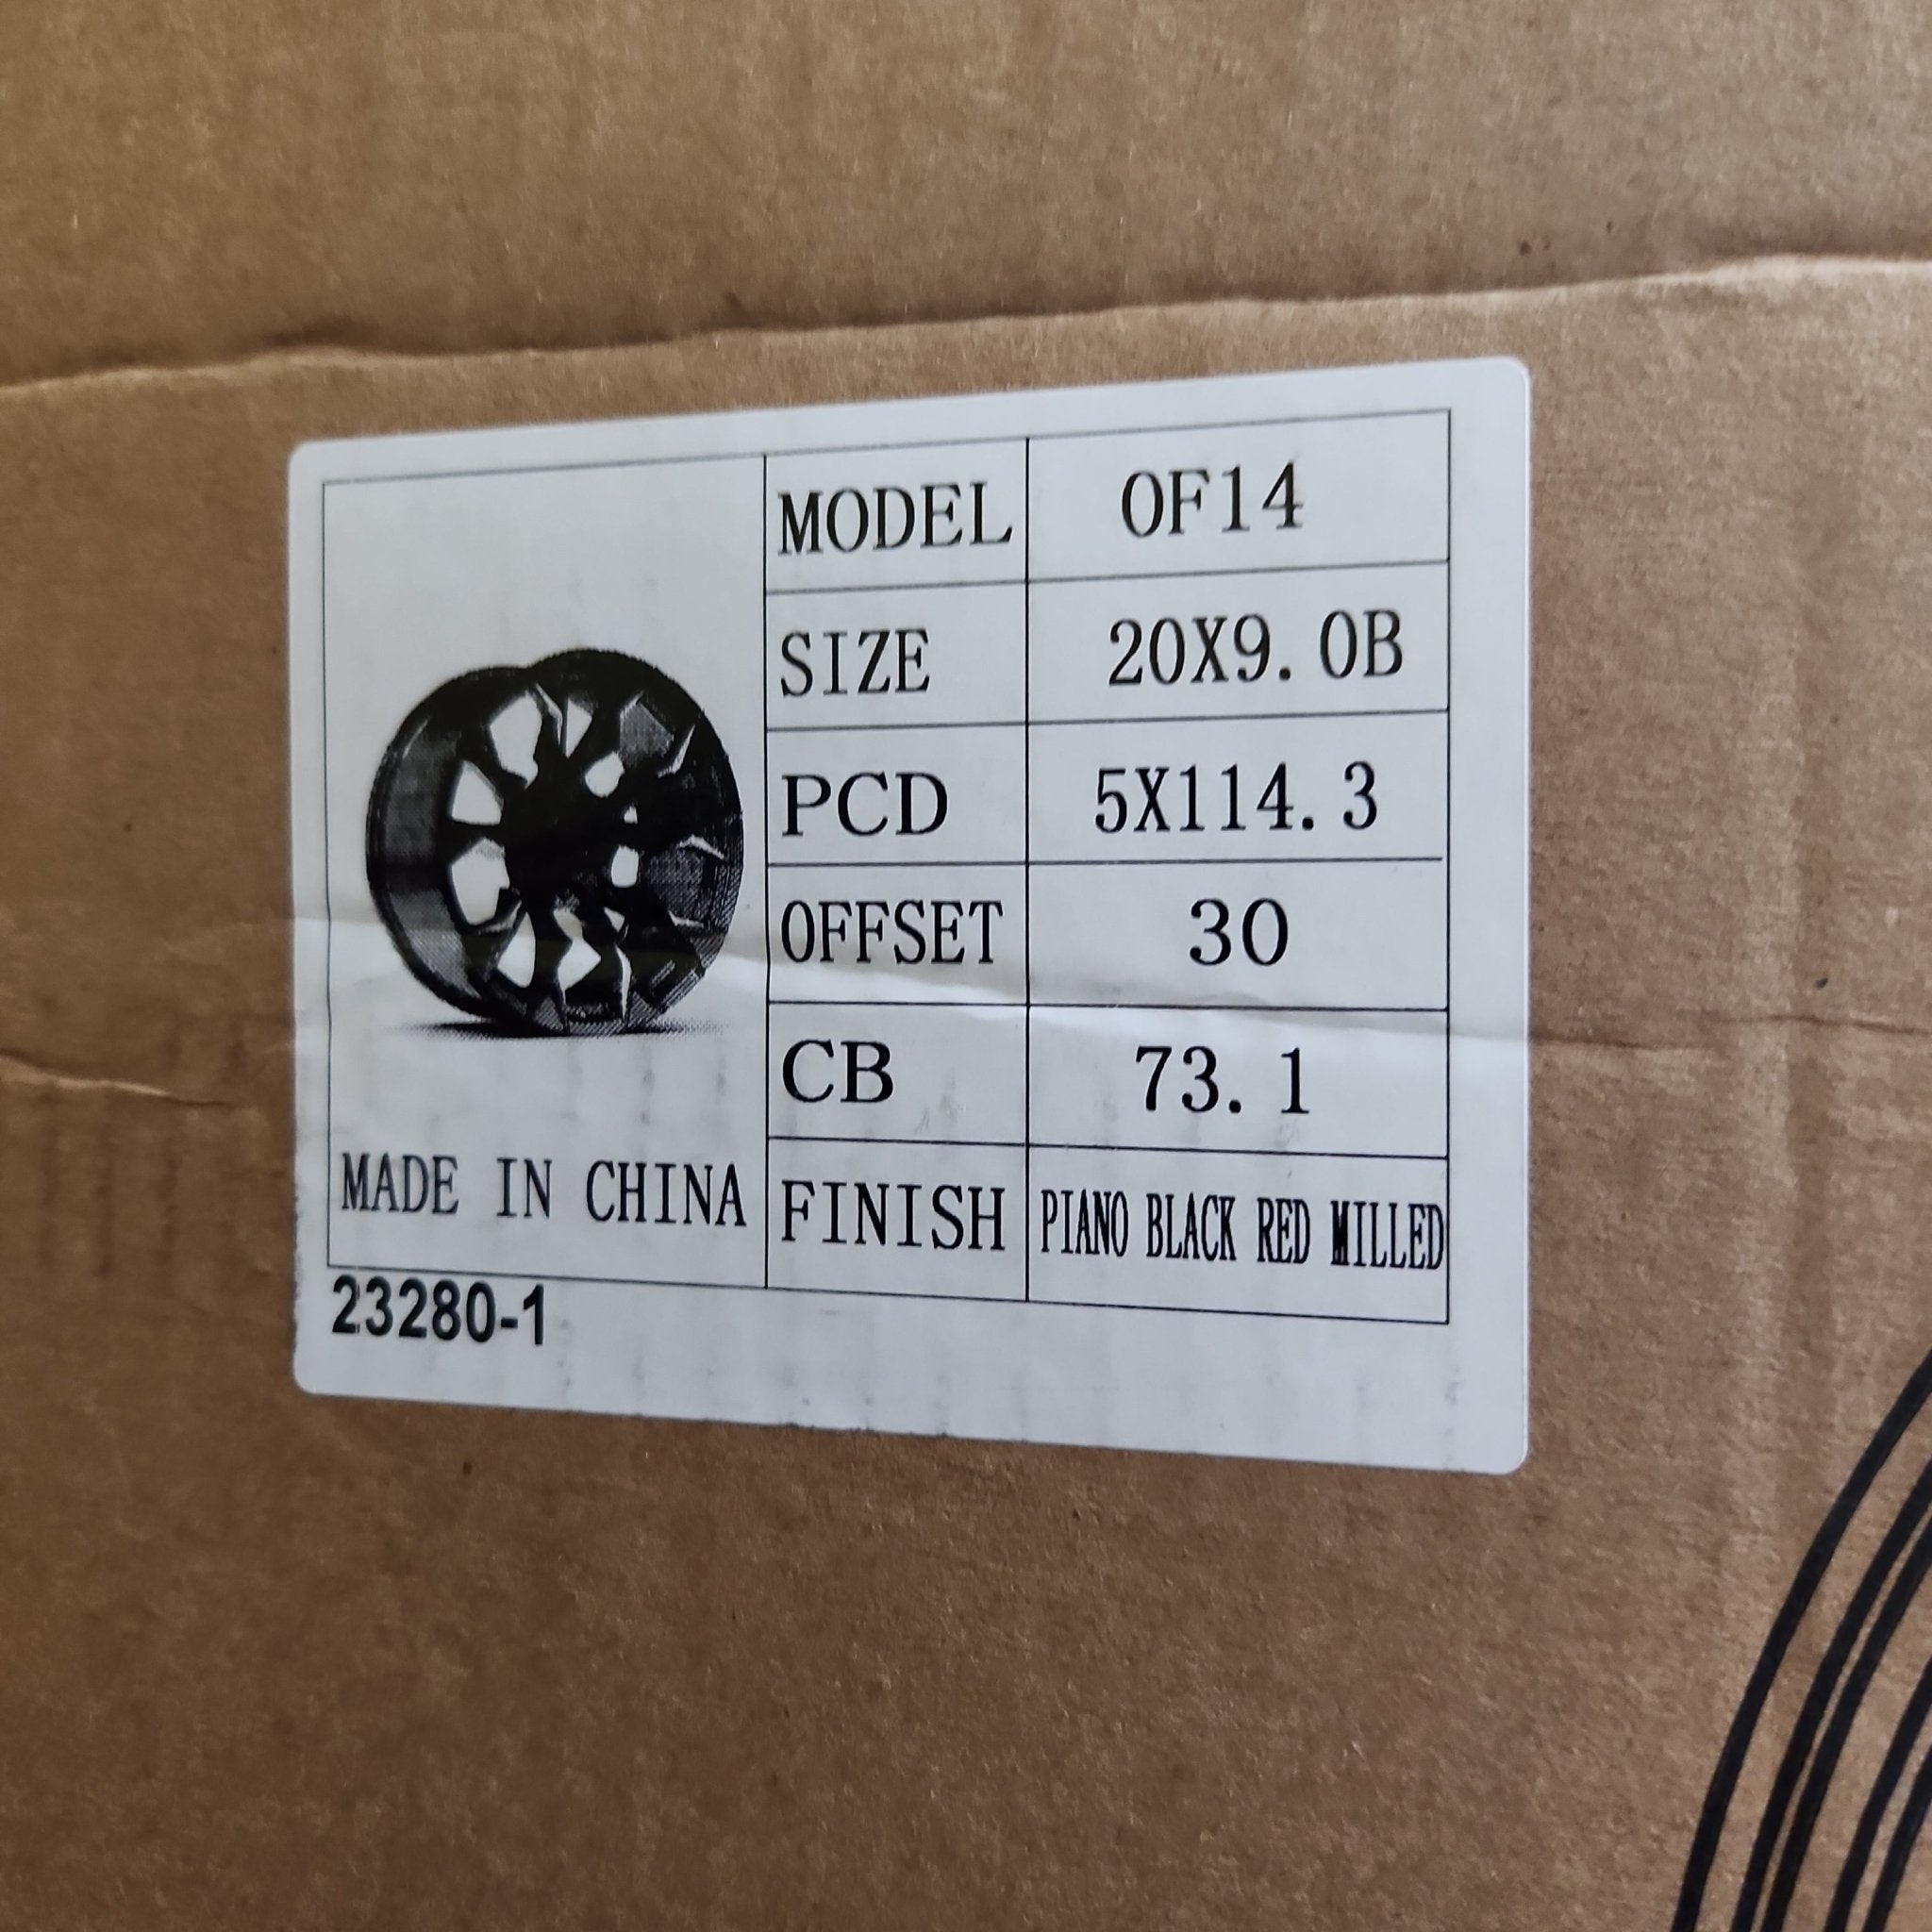 MODEL OF14
SIZE 20X9.0B
PCD 5X114.3
OFFSET 30
CB 73.1
MADE IN CHINA
FINISH PIANO BLACK RED MILLED
23280-1